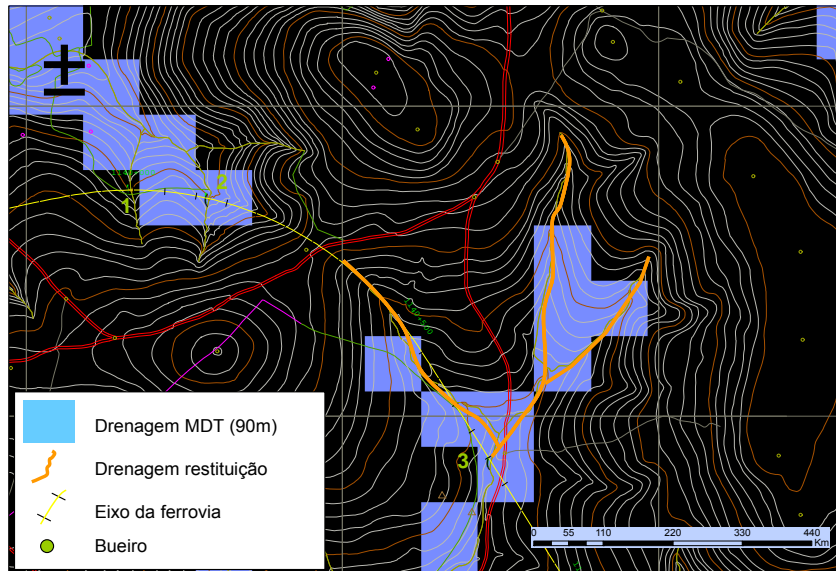 2
1
3
Drenagem MDT (90m)
Drenagem restituição
Eixo da ferrovia
Bueiro
0 55 110 220 330 440
Km